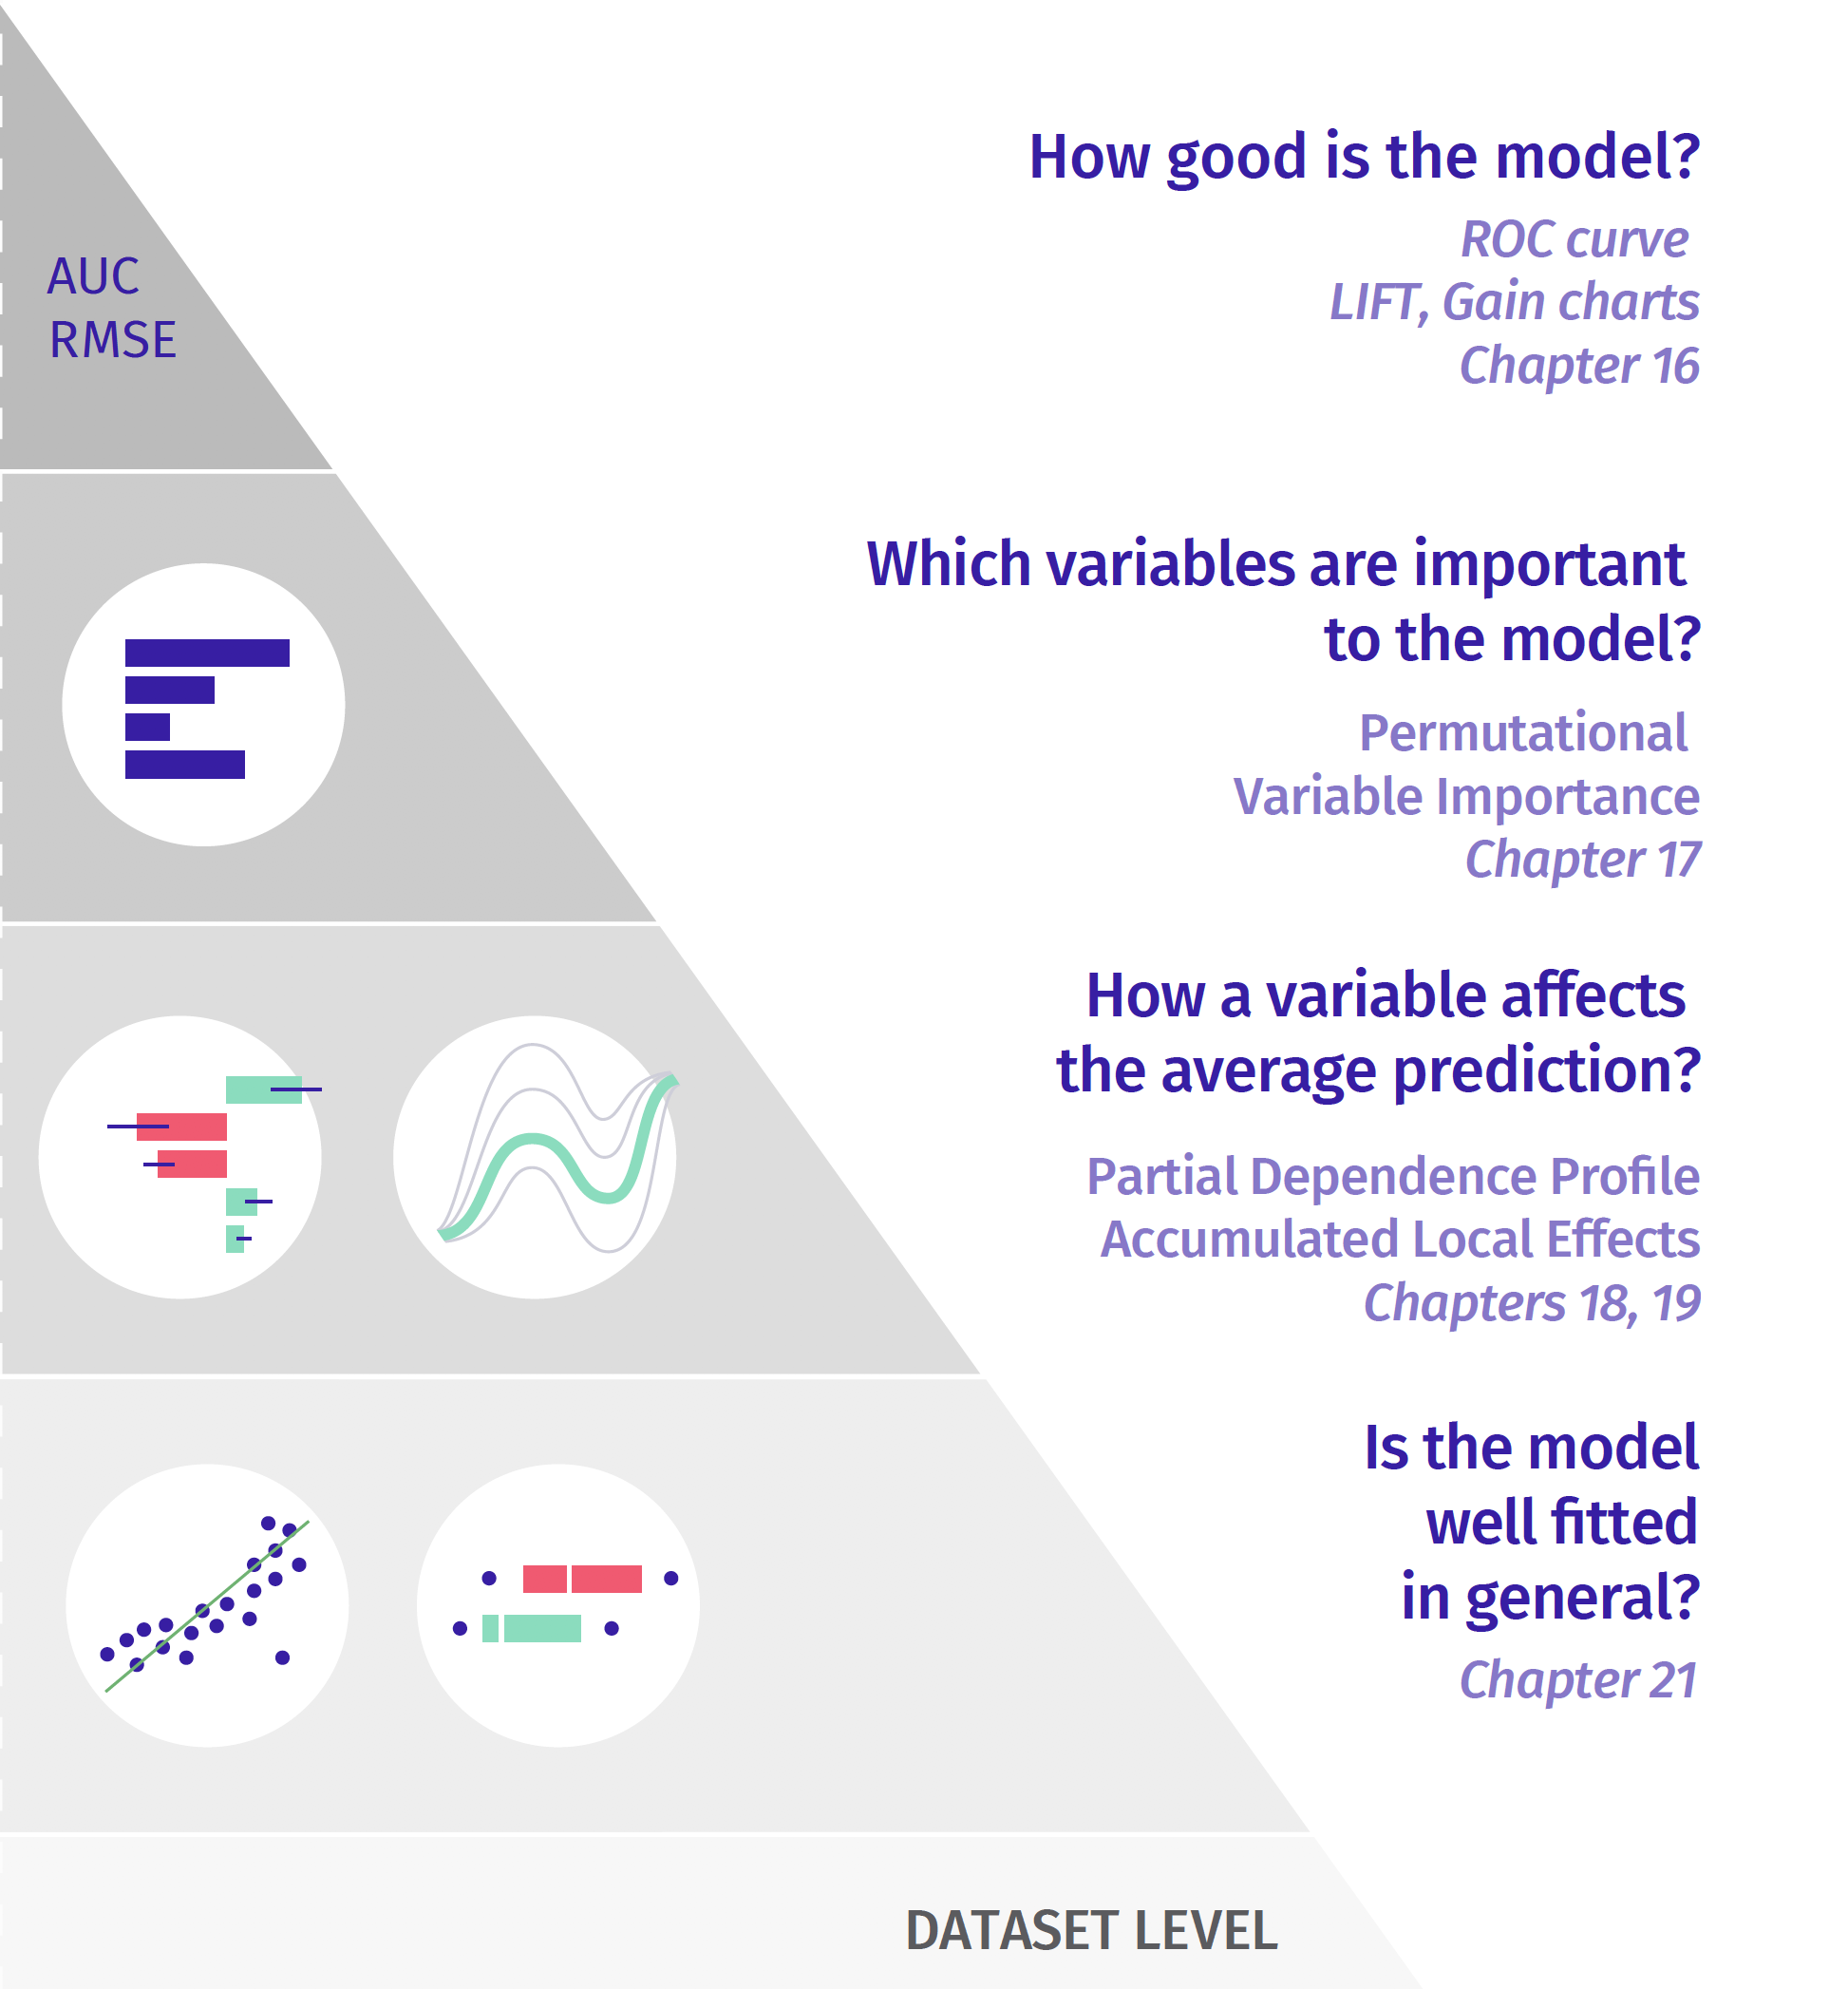 How good is the model?
ROC curve
LIFT, Gain charts
Chapter 16
AUC
RMSE
Which variables are important
to the model?
Permutational
Variable Importance
Chapter 17
How a variable affects
the average prediction?
Partial Dependence Profile
Accumulated Local Effects
Chapters 18, 19
Is the model
well fitted
in general?
Chapter 21
DATASET LEVEL